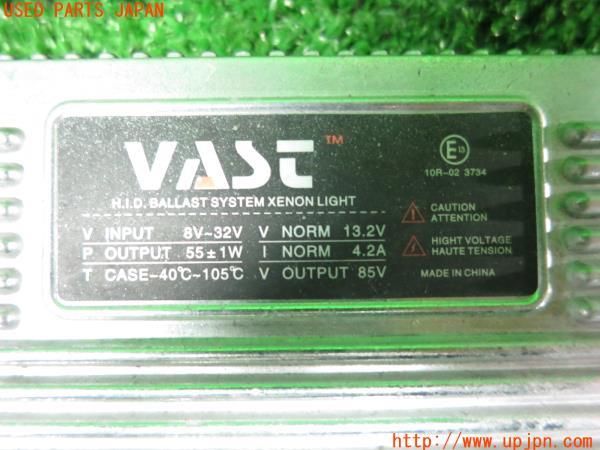 USED PARTS JAPAN
VAST™
H.I.D. BALLAST SYSTEM XENON LIGHT
V INPUT 8V~32V V NORM 13.2V
P OUTPUT 55±1W I NORM 4.2A
T CASE-40℃~105℃ V OUTPUT 85V
E13
10R-02 3734
CAUTION
ATTENTION
HIGHT VOLTAGE
HAUTE TENSION
MADE IN CHINA
http://www.upjpn.com/